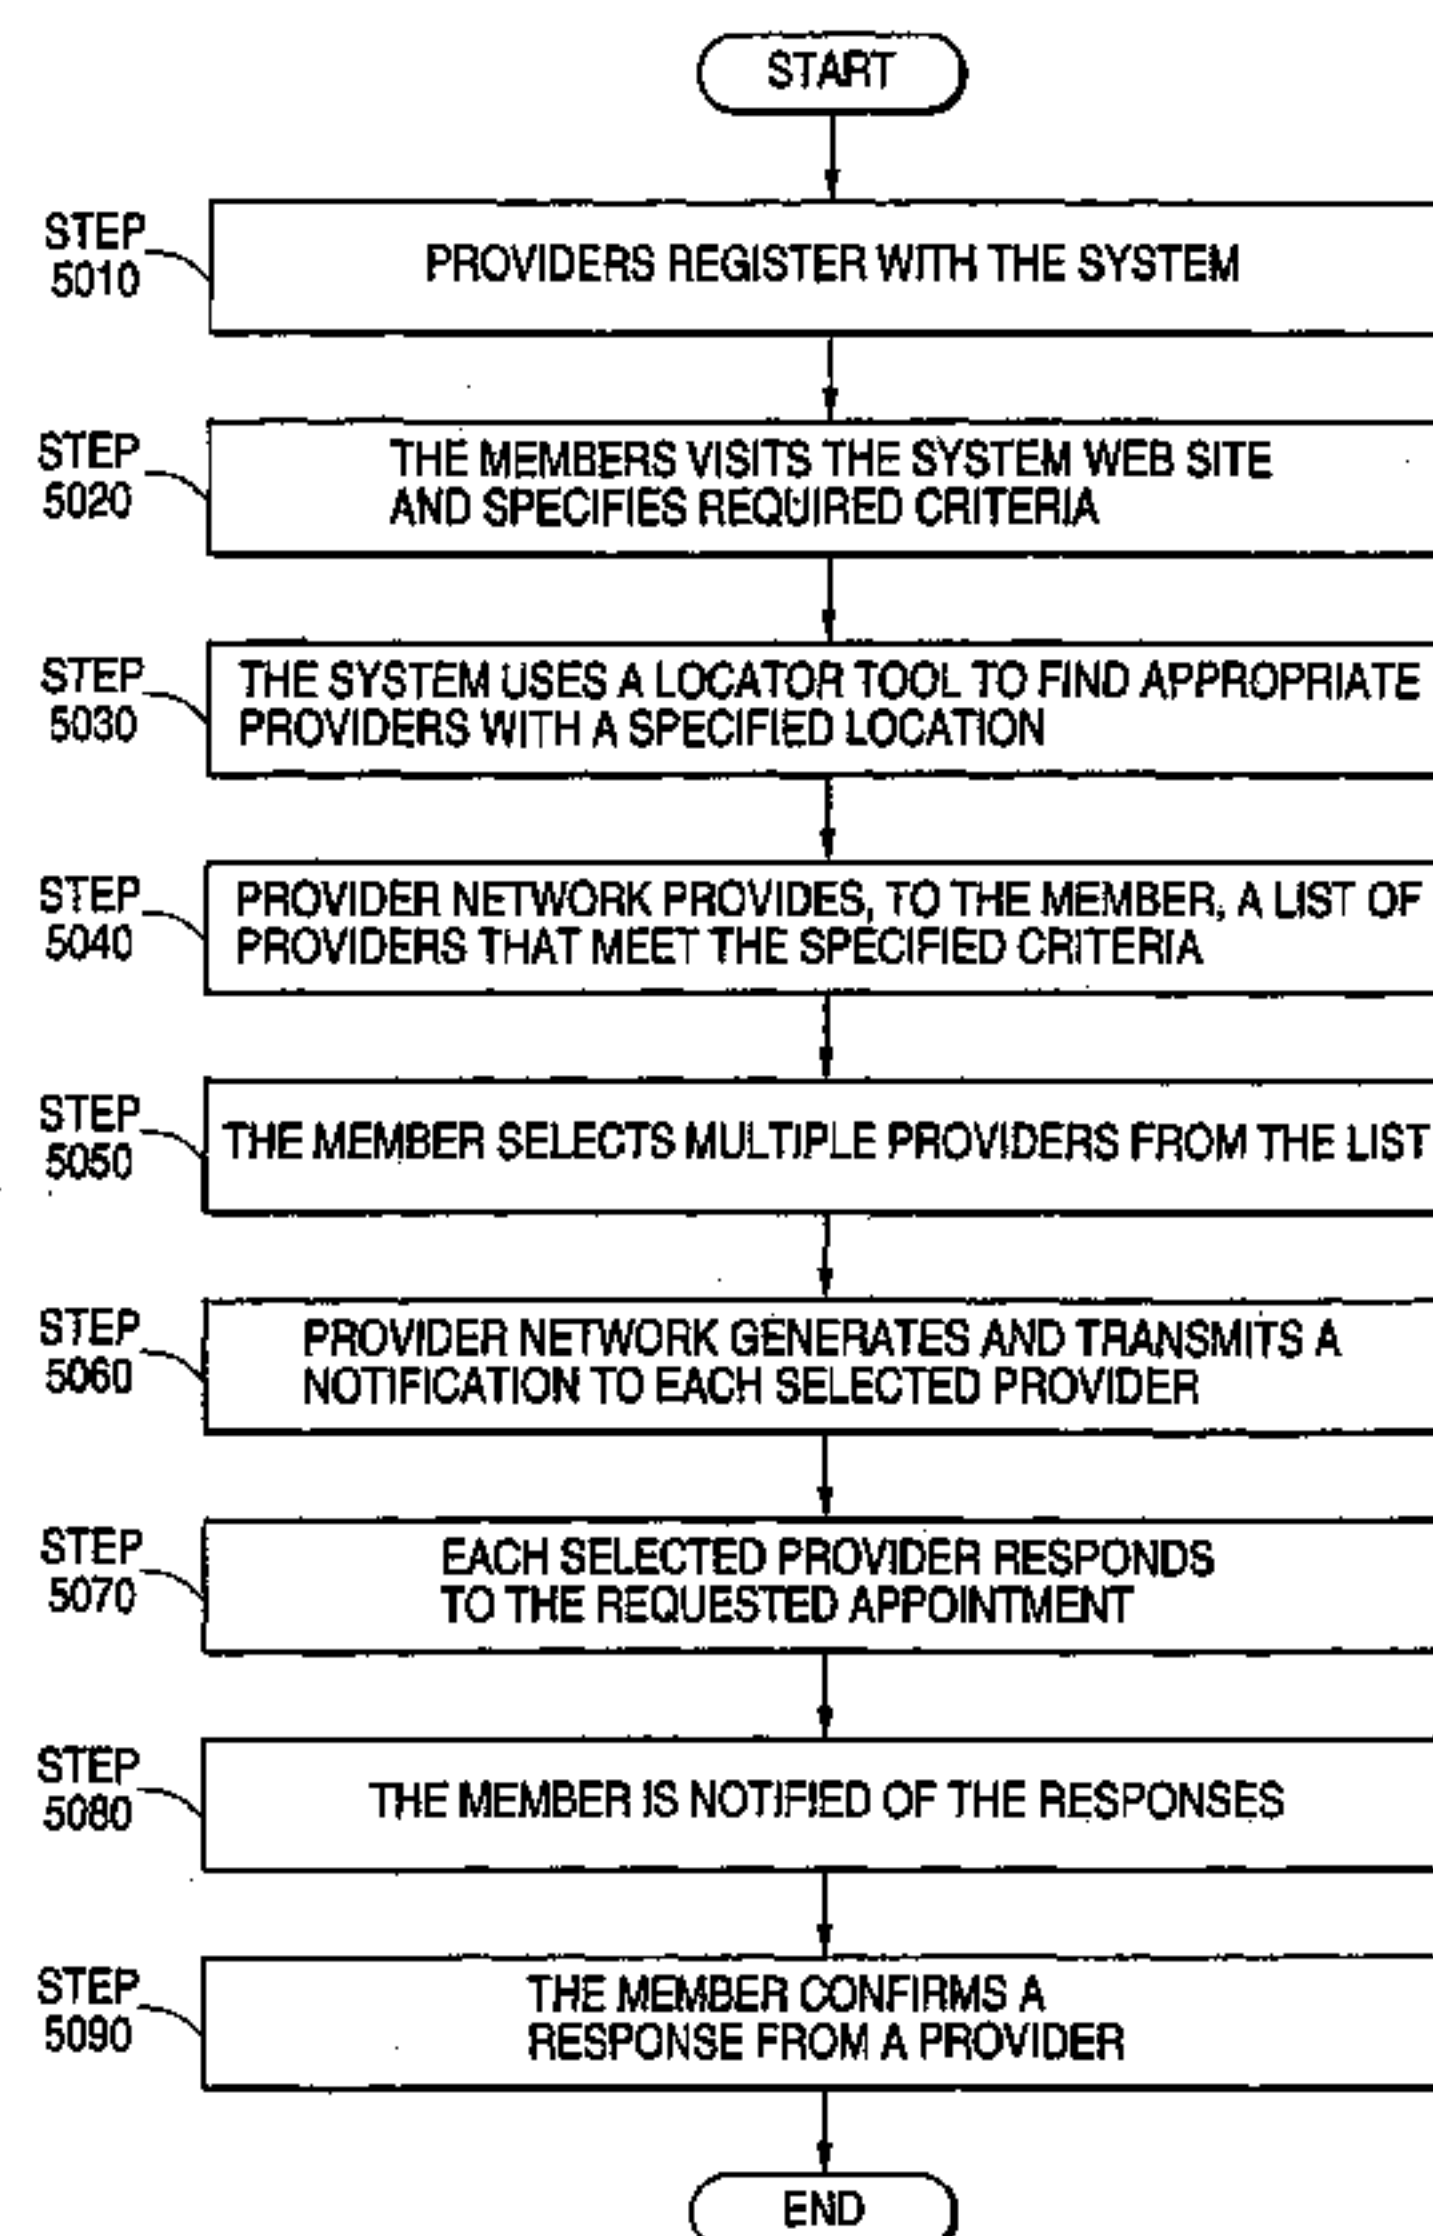 START
STEP
5010
PROVIDERS REGISTER WITH THE SYSTEM
STEP
5020
THE MEMBERS VISITS THE SYSTEM WEB SITE
AND SPECIFIES REQUIRED CRITERIA
STEP
5030
THE SYSTEM USES A LOCATOR TOOL TO FIND APPROPRIATE
PROVIDERS WITH A SPECIFIED LOCATION
STEP
5040
PROVIDER NETWORK PROVIDES, TO THE MEMBER, A LIST OF
PROVIDERS THAT MEET THE SPECIFIED CRITERIA
STEP
5050
THE MEMBER SELECTS MULTIPLE PROVIDERS FROM THE LIST
STEP
5060
PROVIDER NETWORK GENERATES AND TRANSMITS A
NOTIFICATION TO EACH SELECTED PROVIDER
STEP
5070
EACH SELECTED PROVIDER RESPONDS
TO THE REQUESTED APPOINTMENT
STEP
5080
THE MEMBER IS NOTIFIED OF THE RESPONSES
STEP
5090
THE MEMBER CONFIRMS A
RESPONSE FROM A PROVIDER
END